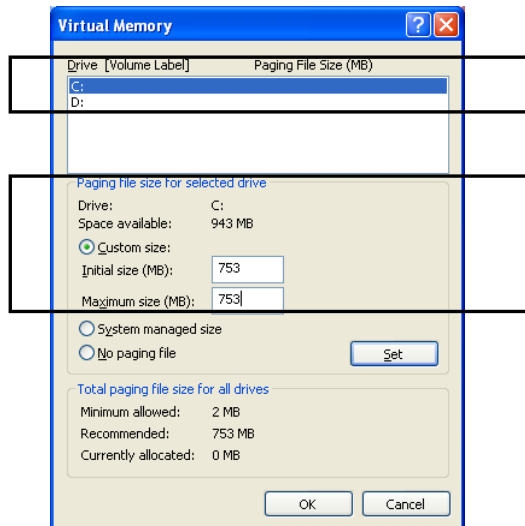 Virtual Memory
Drive [Volume Label] Paging File Size (MB)
C:
D:
Paging file size for selected drive
Drive: C:
Space available: 943 MB
Custom size:
Initial size (MB): 753
Maximum size (MB): 753
System managed size
No paging file
Set
Total paging file size for all drives
Minimum allowed: 2 MB
Recommended: 753 MB
Currently allocated: 0 MB
OK Cancel